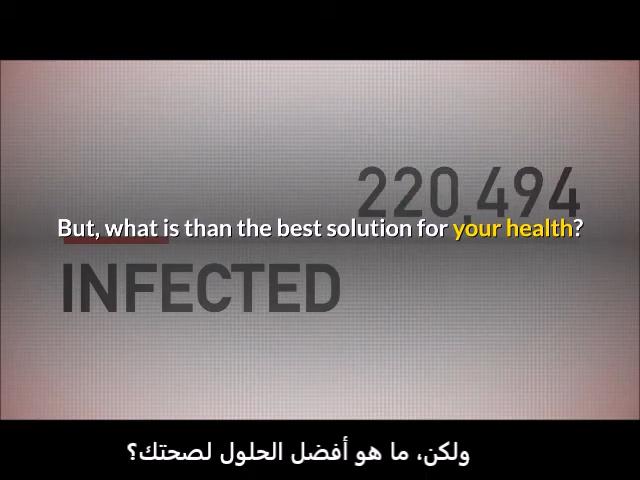 220,494
But, what is than the best solution for your health?
INFECTED
ولكن، ما هو أفضل الحلول لصحتك؟